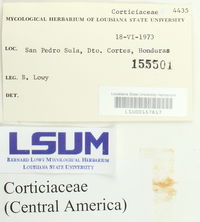 Corticiaceae 4435
MYCOLOGICAL HERBARIUM OF LOUISIANA STATE UNIVERSITY
18-VI-1973
LOC. San Pedro Sula, Dto. Cortes, Honduras
155501
LEG. B. Lowy
DET.
Louisiana State University Herbarium
LSUM
BERNARD LOWY MYCOLOGICAL HERBARIUM
LOUISIANA STATE UNIVERSITY
Corticiaceae
(Central America)